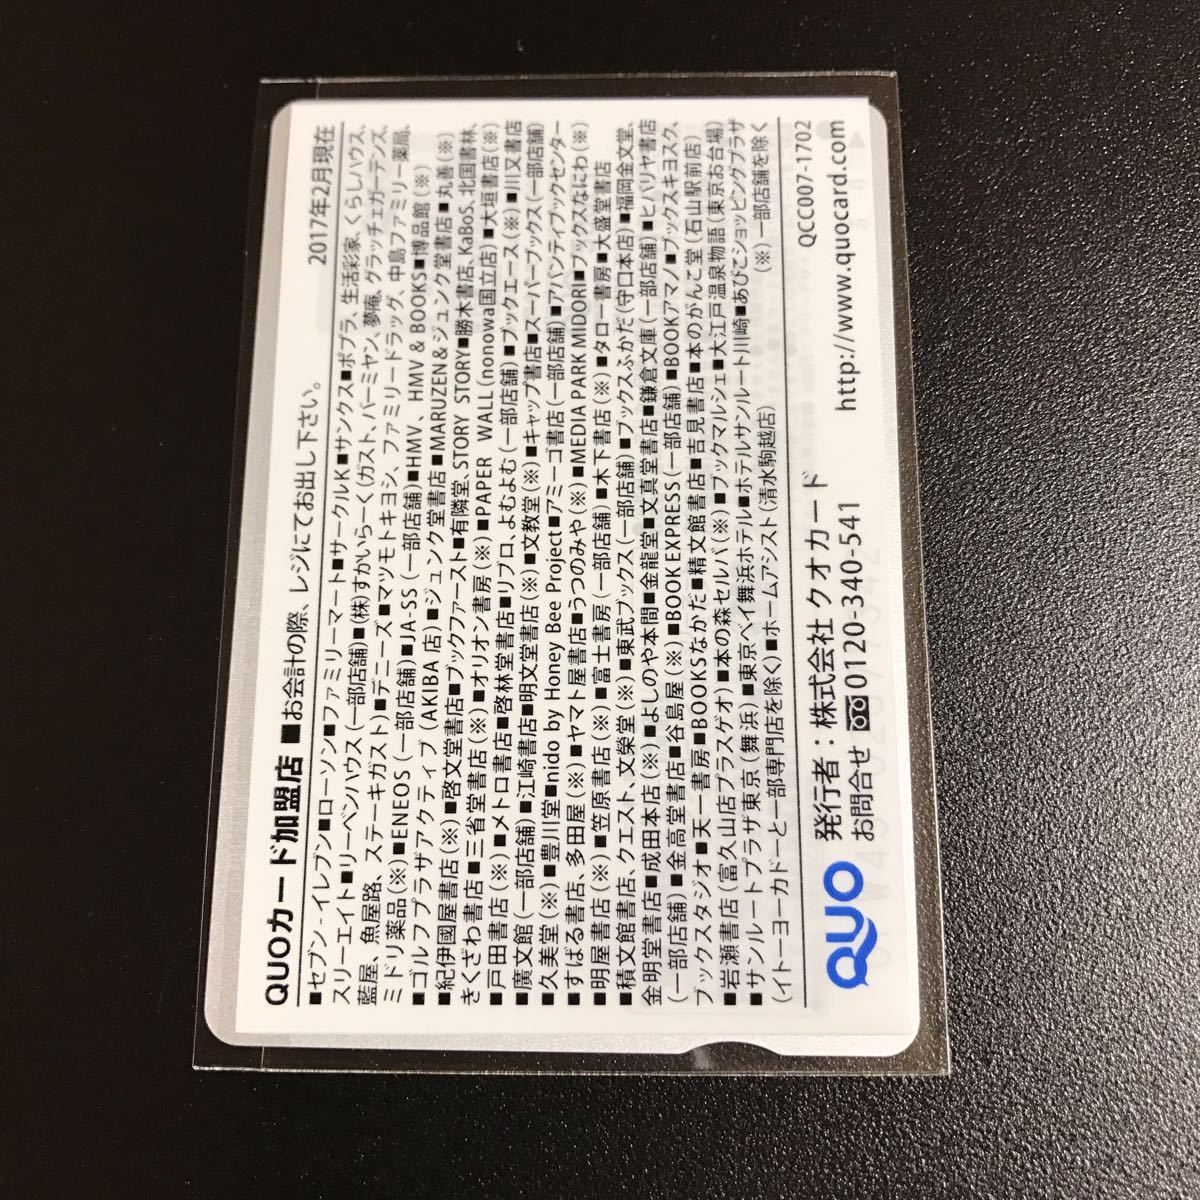 QUOカード加盟店 ■お会計の際、レジにてお出し下さい。 2017年2月現在
■セブン-イレブン■ローソン■ファミリーマート■サークルK■サンクス■ポプラ、生活彩家、くらしハウス、
スリーエイト■リーベンハウス(一部店舗)■(株)すかいらーく(ガスト、バーミヤン、夢庵、グラッチェガーデンズ、
藍屋、魚屋路、ステーキガスト)■デニーズ■マツモトキヨシ、ファミリードラッグ、中島ファミリー薬局、
ミドリ薬品(※)■ENEOS(一部店舗)■JA-SS(一部店舗)■HMV、HMV & BOOKS■博品館(※)
■ゴルフプラザアクティブ(AKIBA店)■ジュンク堂書店■MARUZEN&ジュンク堂書店■丸善(※)
■紀伊國屋書店(※)■啓文堂書店■ブックファースト■有隣堂、STORY STORY■勝木書店、KaBoS、北国書林、
きくざわ書店■三省堂書店(※)■オリオン書房(※)■PAPER WALL(nonowa国立店)■大垣書店(※)
■戸田書店(※)■メトロ書店■啓林堂書店■リブロ、よむよむ(一部店舗)■ブックエース(※)■川又書店
■廣文館(一部店舗)■江崎書店■明文堂書店(※)■文教堂(※)■キャップ書店■スーパーブックス(一部店舗)
■久美堂(※)■豊川堂■nido by Honey Bee Project■アミーゴ書店(一部店舗)■アバンティブックセンター
■すばる書店、多田屋(※)■ヤマト屋書店■うつのみや(※)■MEDIA PARK MIDORI■ブックスなにわ(※)
■明屋書店(※)■笠原書店(※)■富士書房(一部店舗)■木下書店(※)■タロー書房■大盛堂書店
■積文館書店、クエスト、文榮堂(※)■東武ブックス(一部店舗)■ブックスふかだ(守口本店)■福岡金文堂、
金明堂書店■成田本店(※)■よしのや本間■金龍堂■文真堂書店■鎌倉文庫(一部店舗)■ヒバリヤ書店
(一部店舗)■金高堂書店■谷島屋(※)■BOOK EXPRESS(一部店舗)■BOOKアマノ■ブックスキヨスク、
ブックスタジオ■天一書房■BOOKSなかだ■精文館書店■吉見書店■本のがんこ堂(石山駅前店)
■岩瀬書店(富久山店プラスゲオ)■本の森セルバ(※)■ブックマルシェ■大江戸温泉物語(東京お台場)
■サンルートプラザ東京(舞浜)■東京ベイ舞浜ホテル■ホテルサンルート川崎■あびこショッピングプラザ
(イトーヨーカドーと一部専門店を除く)■ホームアシスト(清水駒越店) (※)一部店舗を除く
QCC007-1702
QUO 発行者：株式会社クオカード http://www.quocard.com
お問合せ 0120-340-541